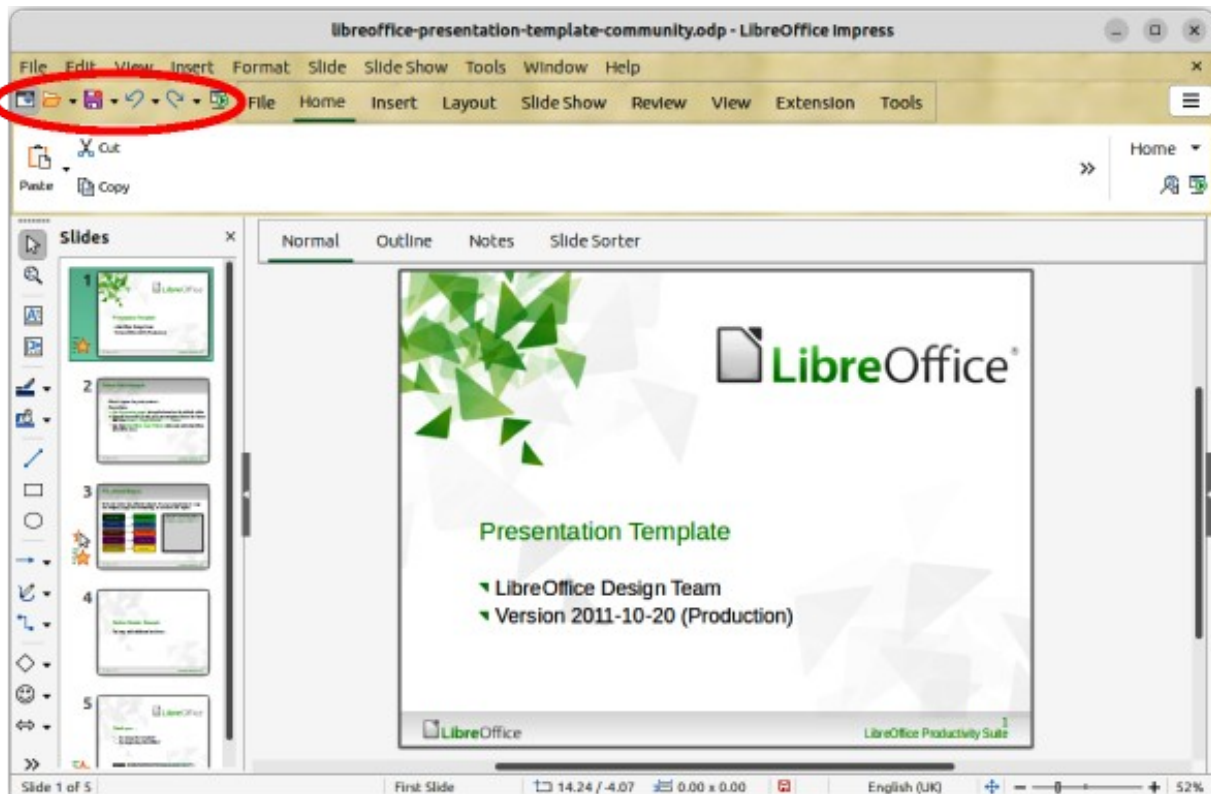 libreoffice-presentation-template-community.odp - LibreOffice Impress
File Edit View Insert Format Slide Slide Show Tools Window Help
File Home Insert Layout Slide Show Review View Extension Tools
Paste
Cut
Copy
Home
Slides
Normal Outline Notes Slide Sorter
1
LibreOffice
Presentation Template
2
3
4
5
LibreOffice
LibreOffice
Presentation Template
LibreOffice Design Team
Version 2011-10-20 (Production)
LibreOffice
1
LibreOffice Productivity Suite
Slide 1 of 5 First Slide 14.24 / -4.07 0.00 x 0.00 English (UK) 52%